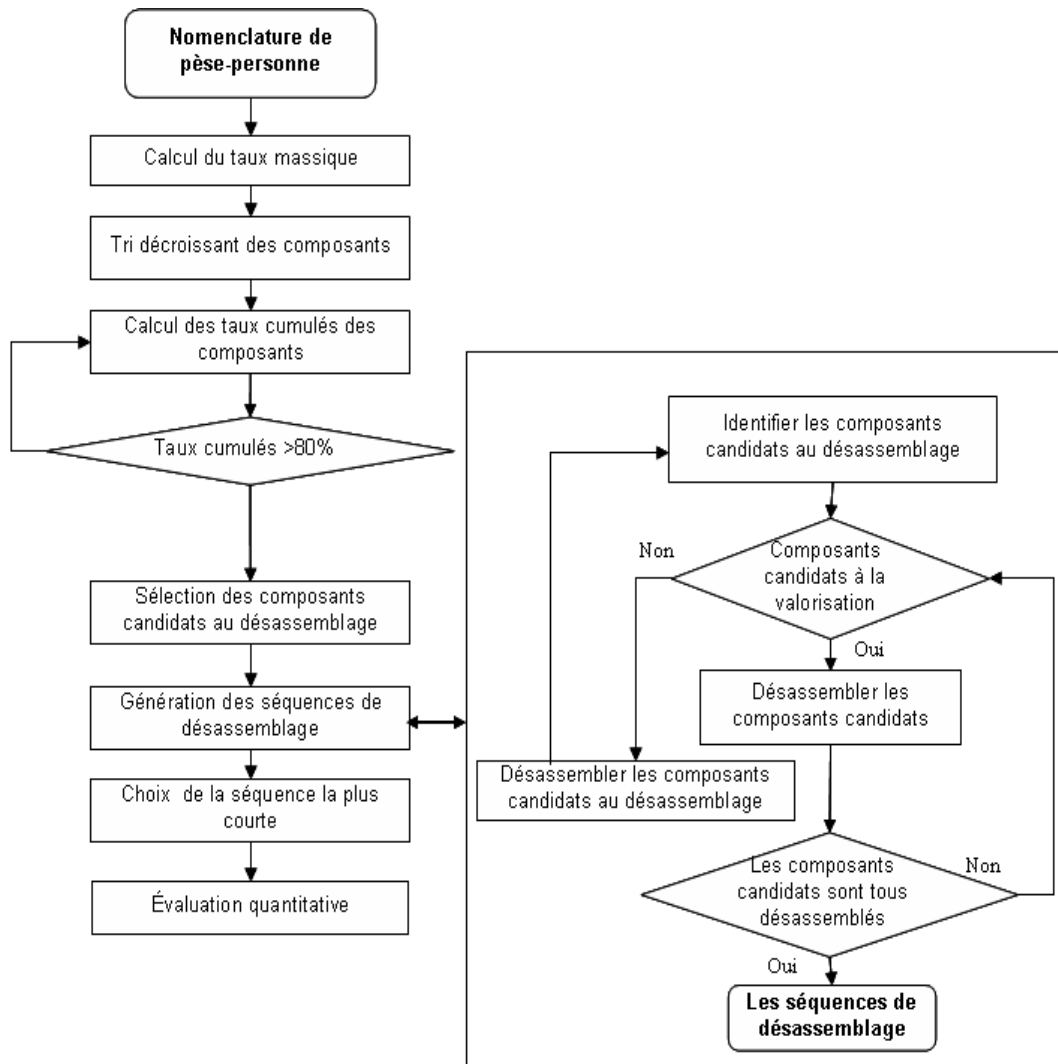 Nomenclature de
pèse-personne
Calcul du taux massique
Tri décroissant des composants
Calcul des taux cumulés des
composants
Taux cumulés >80%
Sélection des composants
candidats au désassemblage
Génération des séquences de
désassemblage
Choix de la séquence la plus
courte
Évaluation quantitative
Identifier les composants
candidats au désassemblage
Non
Composants
candidats à la
valorisation
Oui
Désassembler les
composants candidats
Désassembler les composants
candidats au désassemblage
Les composants
candidats sont tous
désassemblés
Non
Oui
Les séquences de
désassemblage